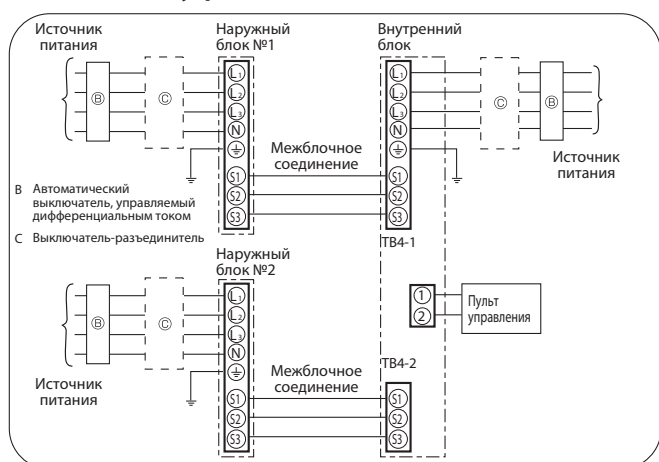 Источник
питания
Наружный
блок №1
Внутренний
блок
B
C
L1
L2
L3
N
S1
S2
S3
Межблочное
соединение
L1
L2
L3
N
S1
S2
S3
C
B
Источник
питания
B Автоматический
выключатель, управляемый
дифференциальным током
C Выключатель-разъединитель
TB4-1
Наружный
блок №2
B
C
L1
L2
L3
N
S1
S2
S3
Источник
питания
Межблочное
соединение
1
2
Пульт
управления
TB4-2
S1
S2
S3